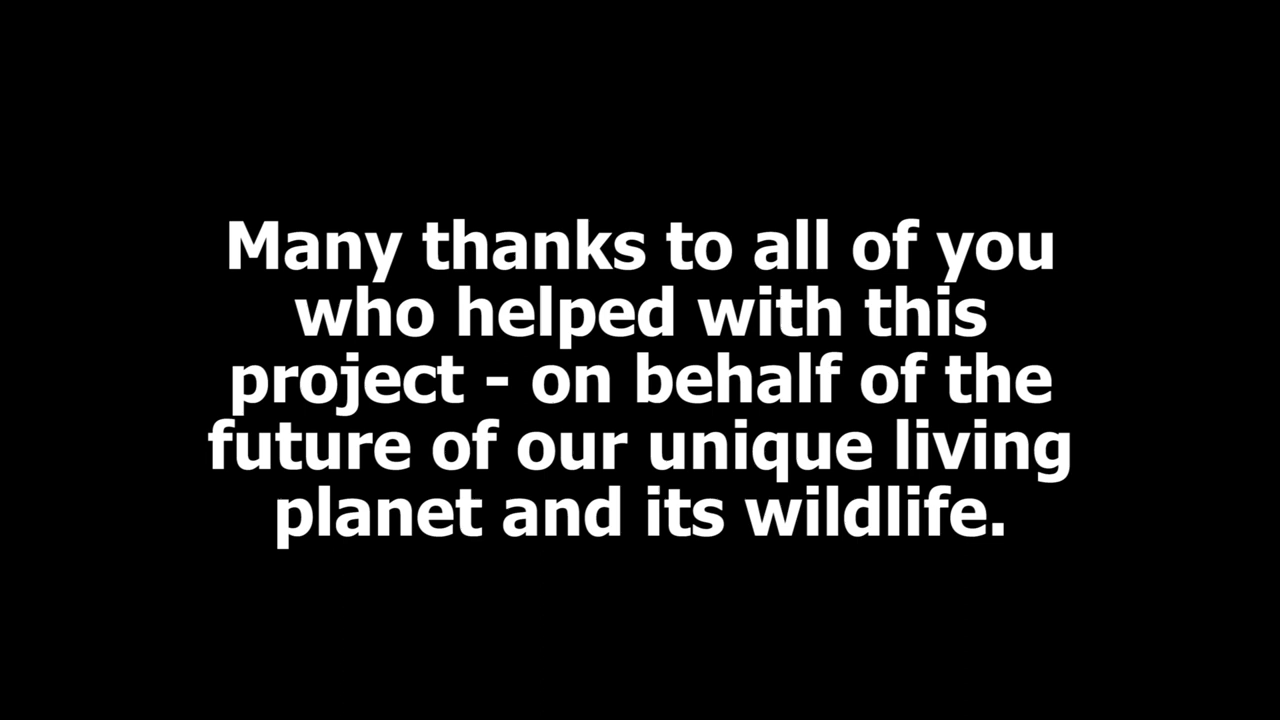 Many thanks to all of you
who helped with this
project - on behalf of the
future of our unique living
planet and its wildlife.